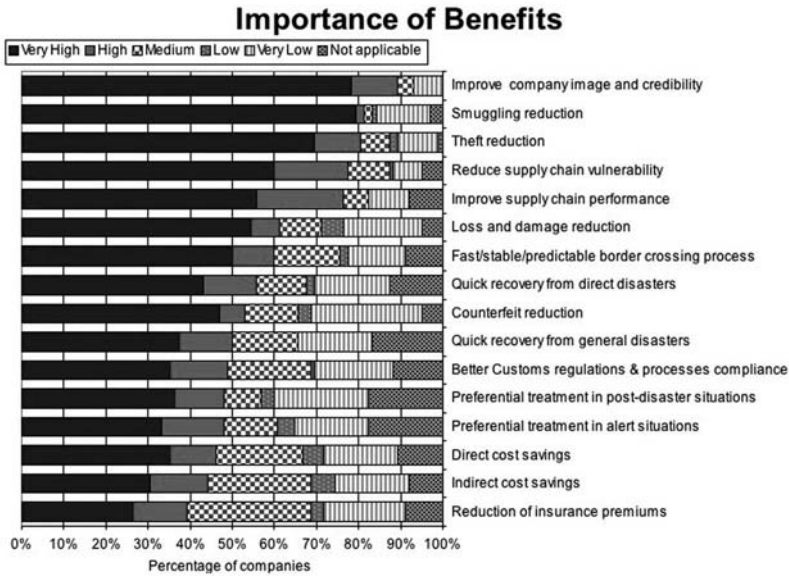 Importance of Benefits
Very High High Medium Low Very Low Not applicable
Improve company image and credibility
Smuggling reduction
Theft reduction
Reduce supply chain vulnerability
Improve supply chain performance
Loss and damage reduction
Fast/stable/predictable border crossing process
Quick recovery from direct disasters
Counterfeit reduction
Quick recovery from general disasters
Better Customs regulations & processes compliance
Preferential treatment in post-disaster situations
Preferential treatment in alert situations
Direct cost savings
Indirect cost savings
Reduction of insurance premiums
0% 10% 20% 30% 40% 50% 60% 70% 80% 90% 100%
Percentage of companies